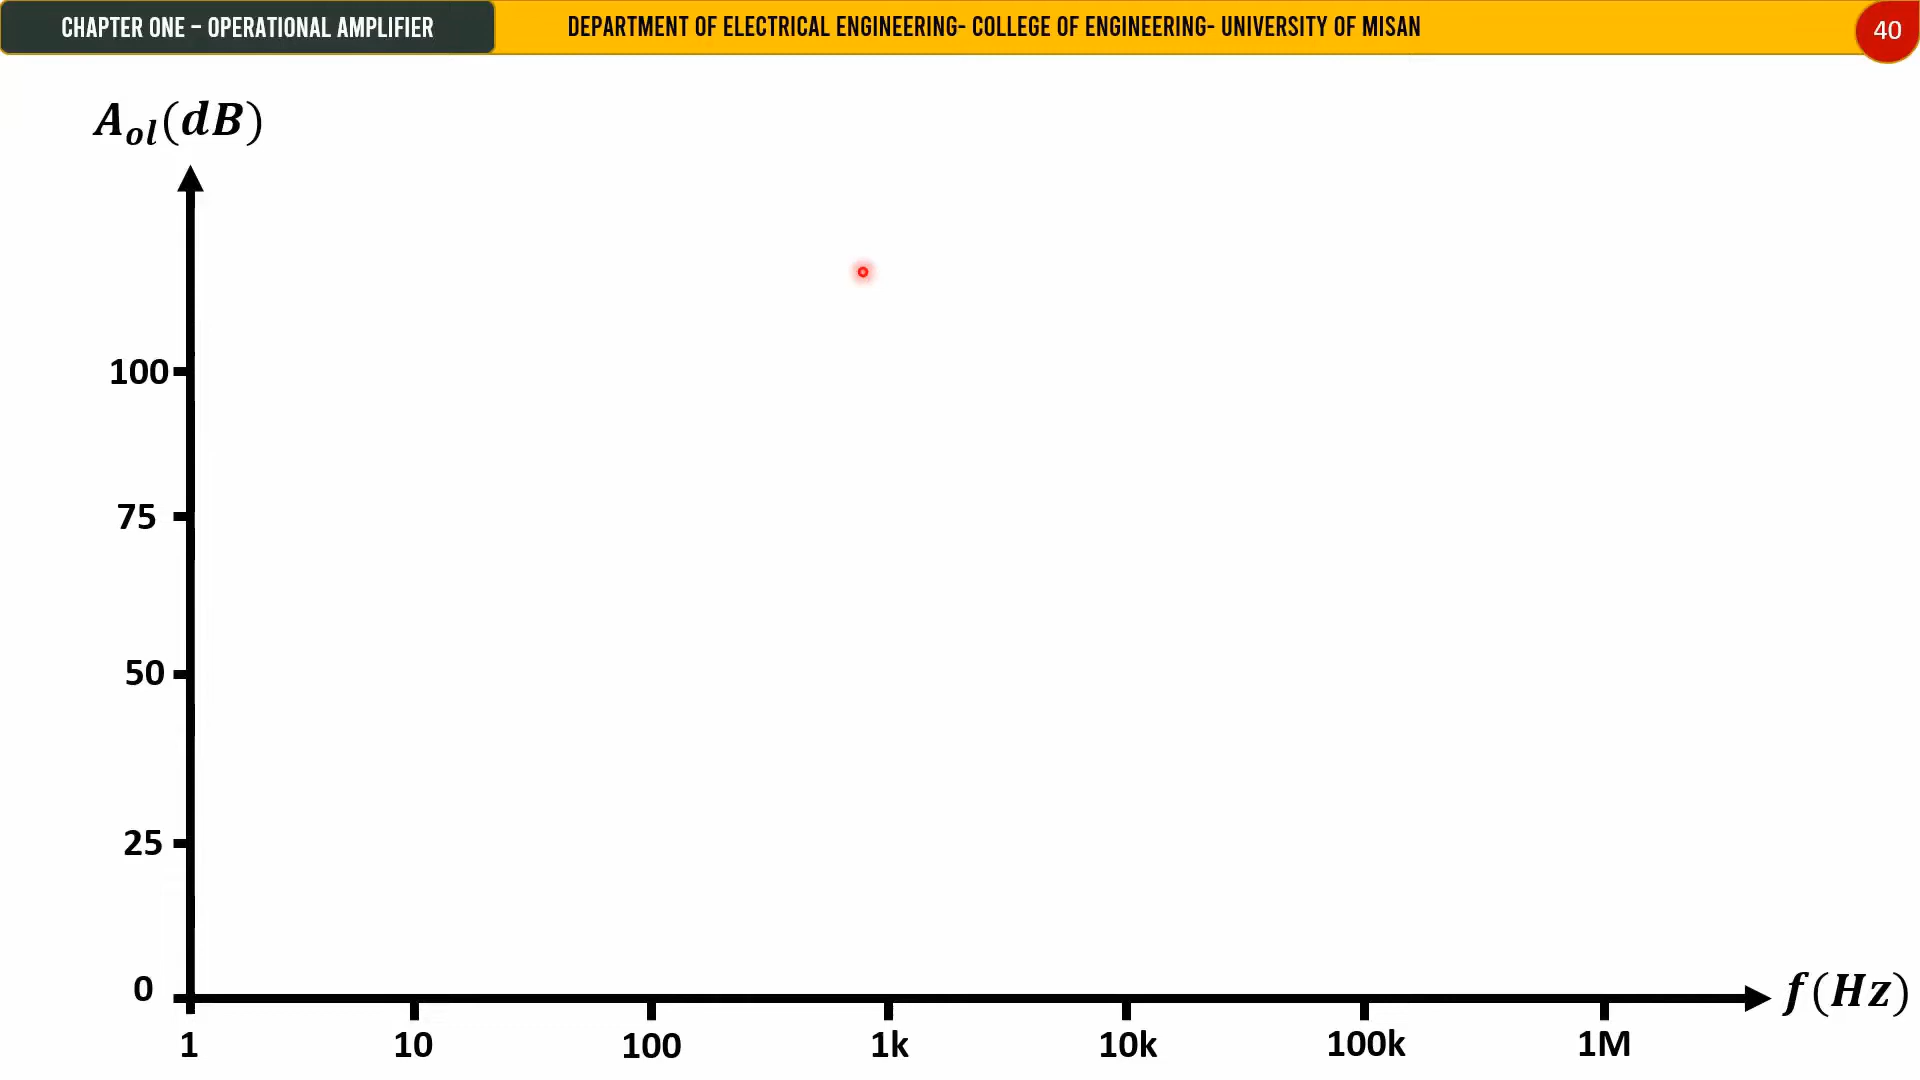 CHAPTER ONE – OPERATIONAL AMPLIFIER
DEPARTMENT OF ELECTRICAL ENGINEERING- COLLEGE OF ENGINEERING- UNIVERSITY OF MISAN
40
A_ol(dB)
100
75
50
25
0
f(Hz)
1 10 100 1k 10k 100k 1M